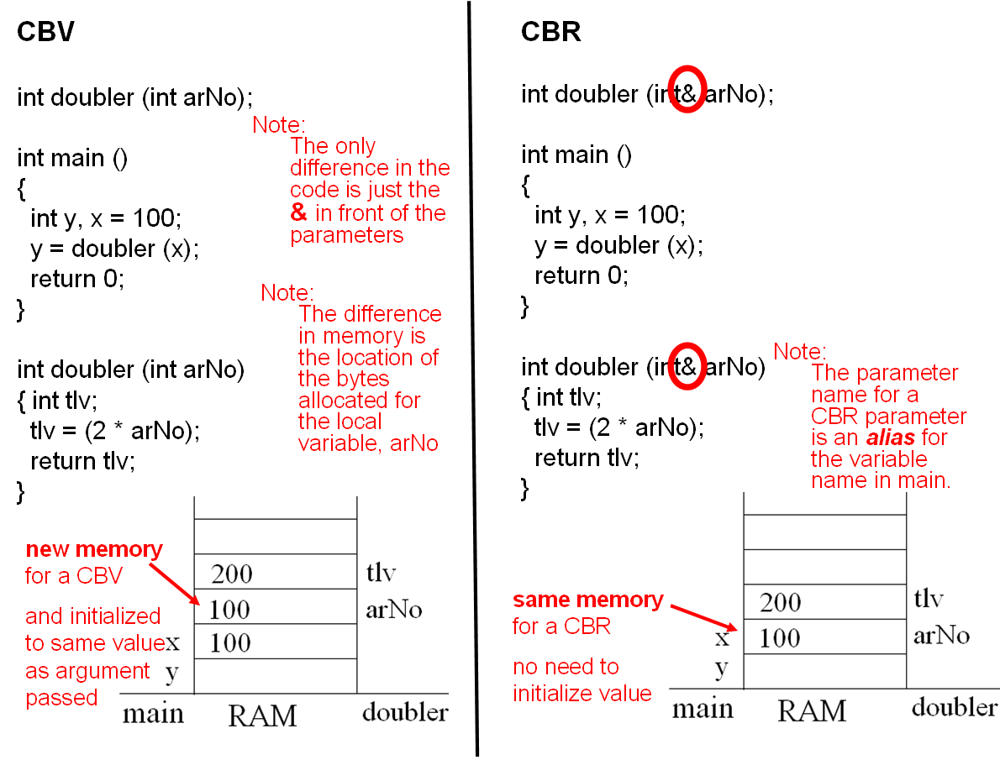 CBV
int doubler (int arNo);
Note:
The only
difference in the
code is just the
& in front of the
parameters
int main ()
{
int y, x = 100;
y = doubler (x);
return 0;
}
Note:
The difference
in memory is
the location of
the bytes
allocated for
the local
variable, arNo
int doubler (int arNo)
{ int tlv;
tlv = (2 * arNo);
return tlv;
}
new memory
for a CBV
and initialized
to same value
as argument
passed
200 tlv
100 arNo
x 100
y
main RAM doubler
CBR
int doubler (int& arNo);
int main ()
{
int y, x = 100;
y = doubler (x);
return 0;
}
int doubler (int& arNo)
{ int tlv;
tlv = (2 * arNo);
return tlv;
}
Note:
The parameter
name for a
CBR parameter
is an alias for
the variable
name in main.
same memory
for a CBR
no need to
initialize value
200 tlv
x 100 arNo
y
main RAM doubler